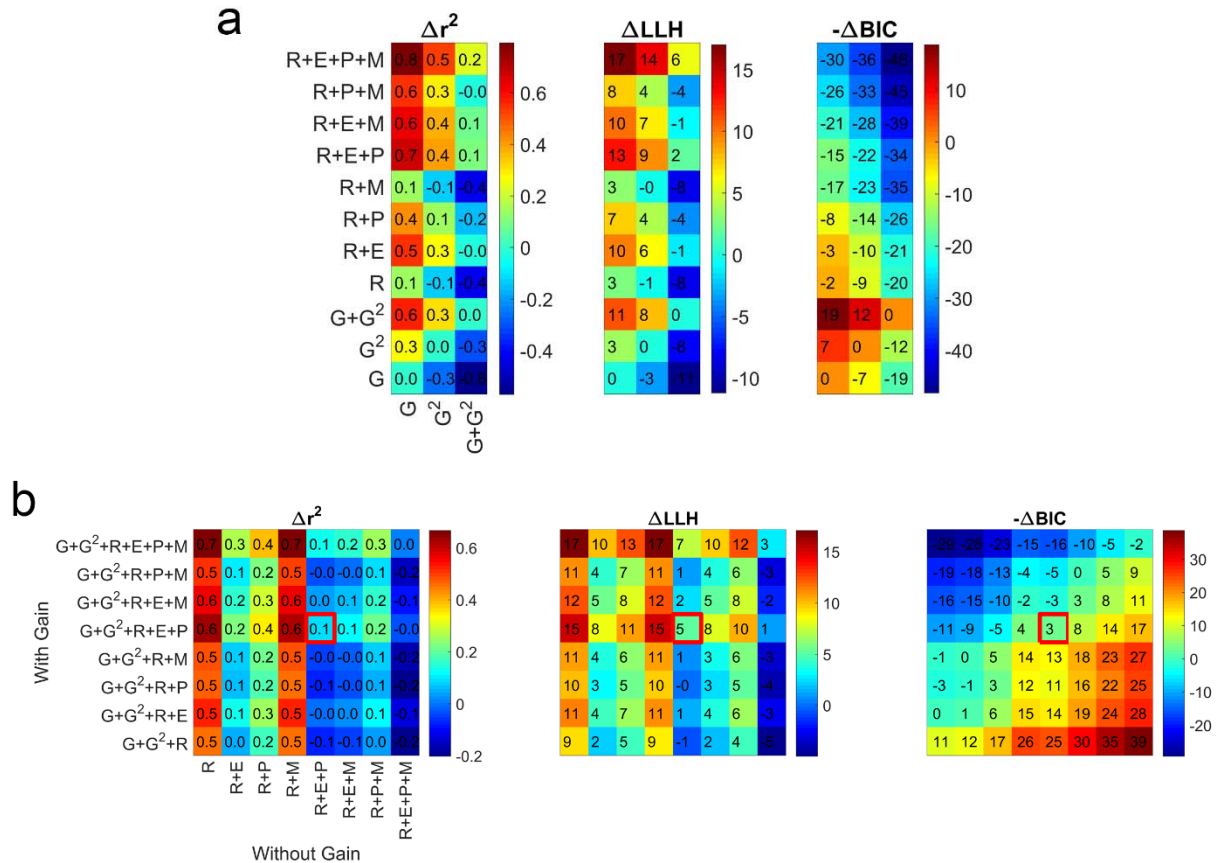 a
Δr²
ΔLLH
-ΔBIC
R+E+P+M 0.8 0.5 0.2 17 14 6 -30 -36 -48
R+P+M 0.6 0.3 -0.0 8 4 -4 -26 -33 -45
R+E+M 0.6 0.4 0.1 10 7 -1 -21 -28 -39
R+E+P 0.7 0.4 0.1 13 9 2 -15 -22 -34
R+M 0.1 -0.1 -0.4 3 -0 -8 -17 -23 -35
R+P 0.4 0.1 -0.2 7 4 -4 -8 -14 -26
R+E 0.5 0.3 -0.0 10 6 -1 -3 -10 -21
R 0.1 -0.1 -0.4 3 -1 -8 -2 -9 -20
G+G² 0.6 0.3 0.0 11 8 0 19 12 0
G² 0.3 0.0 -0.3 3 0 -8 7 0 -12
G 0.0 -0.3 -0.6 0 -3 -11 0 -7 -19
0.6 0.4 0.2 0 -0.2 -0.4
15 10 5 0 -5 -10
10 0 -10 -20 -30 -40
G G² G+G²
b
Δr²
ΔLLH
-ΔBIC
With Gain
G+G²+R+E+P+M 0.7 0.3 0.4 0.7 0.1 0.2 0.3 0.0 17 10 13 17 7 10 12 3 -29 -28 -23 -15 -16 -10 -5 -2
G+G²+R+P+M 0.5 0.1 0.2 0.5 -0.0 -0.0 0.1 -0.2 11 4 7 11 1 4 6 -3 -19 -18 -13 -4 -5 0 5 9
G+G²+R+E+M 0.6 0.2 0.3 0.6 0.0 0.1 0.2 -0.1 12 5 8 12 2 5 8 -2 -16 -15 -10 -2 -3 3 8 11
G+G²+R+E+P 0.6 0.2 0.4 0.6 0.1 0.1 0.2 -0.0 15 8 11 15 5 8 10 1 -11 -9 -5 4 3 8 14 17
G+G²+R+M 0.5 0.1 0.2 0.5 -0.0 -0.0 0.1 -0.2 11 4 6 11 1 3 6 -3 -1 0 5 14 13 18 23 27
G+G²+R+P 0.5 0.1 0.2 0.5 -0.1 -0.0 0.1 -0.2 10 3 5 10 -0 3 5 -4 -3 -1 3 12 11 16 22 25
G+G²+R+E 0.5 0.1 0.3 0.5 -0.0 0.0 0.1 -0.1 11 4 7 11 1 4 6 -3 0 1 6 15 14 19 24 28
G+G²+R 0.5 0.0 0.2 0.5 -0.1 -0.1 0.0 -0.2 9 2 5 9 -1 2 4 -5 11 12 17 26 25 30 35 39
0.6 0.4 0.2 0 -0.2
15 10 5 0
30 20 10 0 -10 -20
R R+E R+P R+M R+E+P R+E+M R+P+M R+E+P+M
Without Gain